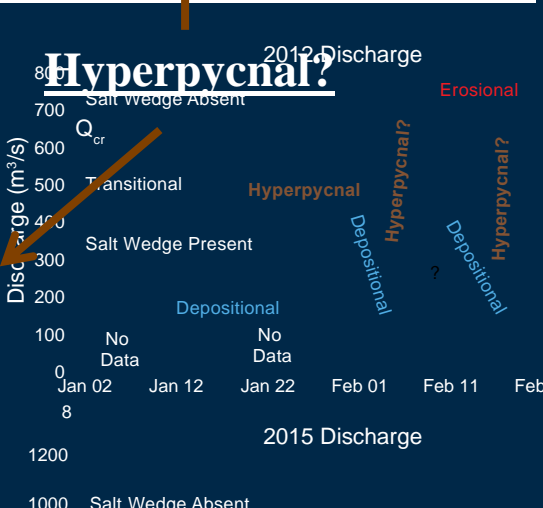 2012 Discharge
Hyperpycnal?
800
Salt Wedge Absent
Erosional
700
Qcr
600
Transitional
500
Hyperpycnal
Hyperpycnal?
Hyperpycnal?
400
Salt Wedge Present
Depositional
Depositional
300
?
200
Depositional
100
No
Data
No
Data
0
Discharge (m³/s)
Jan 02 Jan 12 Jan 22 Feb 01 Feb 11 Feb
8
2015 Discharge
1200
1000 Salt Wedge Absent